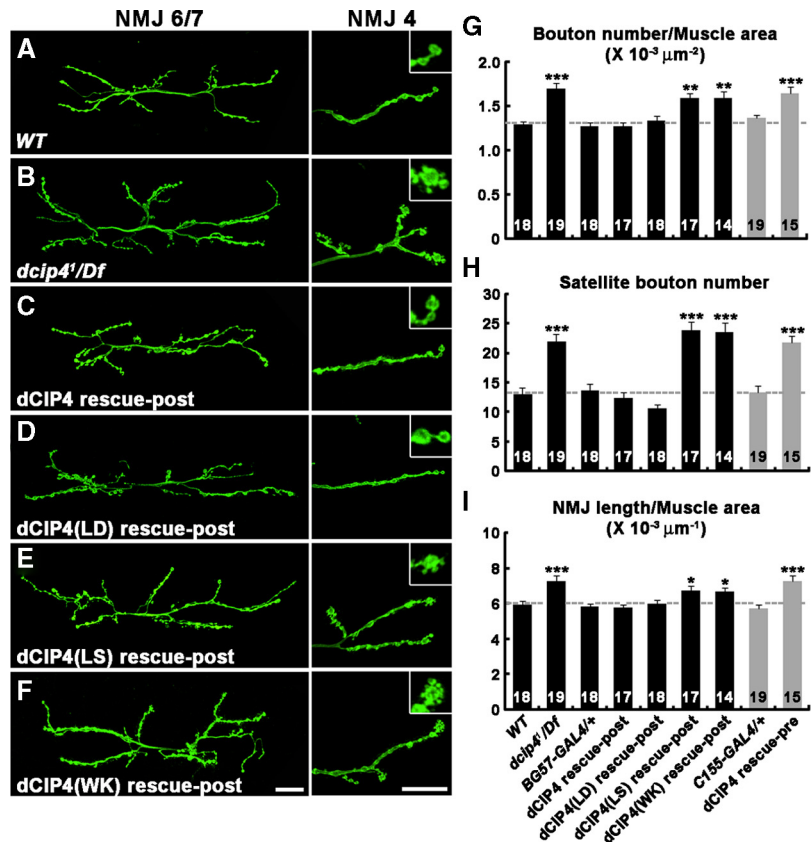 NMJ 6/7
NMJ 4
A
WT
B
dcip4¹/Df
C
dCIP4 rescue-post
D
dCIP4(LD) rescue-post
E
dCIP4(LS) rescue-post
F
dCIP4(WK) rescue-post
G
Bouton number/Muscle area
(X 10⁻³ μm⁻²)
2.0
1.5
1.0
0.5
0
***
**
**
***
18
19
18
17
18
17
14
19
15
H
Satellite bouton number
30
25
20
15
10
5
0
***
***
***
***
18
19
18
17
18
17
14
19
15
I
NMJ length/Muscle area
(X 10⁻³ μm⁻¹)
10
8
6
4
2
0
***
*
*
***
18
19
18
17
18
17
14
19
15
WT
dcip4¹/Df
BG57-GAL4/+
dCIP4 rescue-post
dCIP4(LD) rescue-post
dCIP4(LS) rescue-post
dCIP4(WK) rescue-post
C155-GAL4/+
dCIP4 rescue-pre